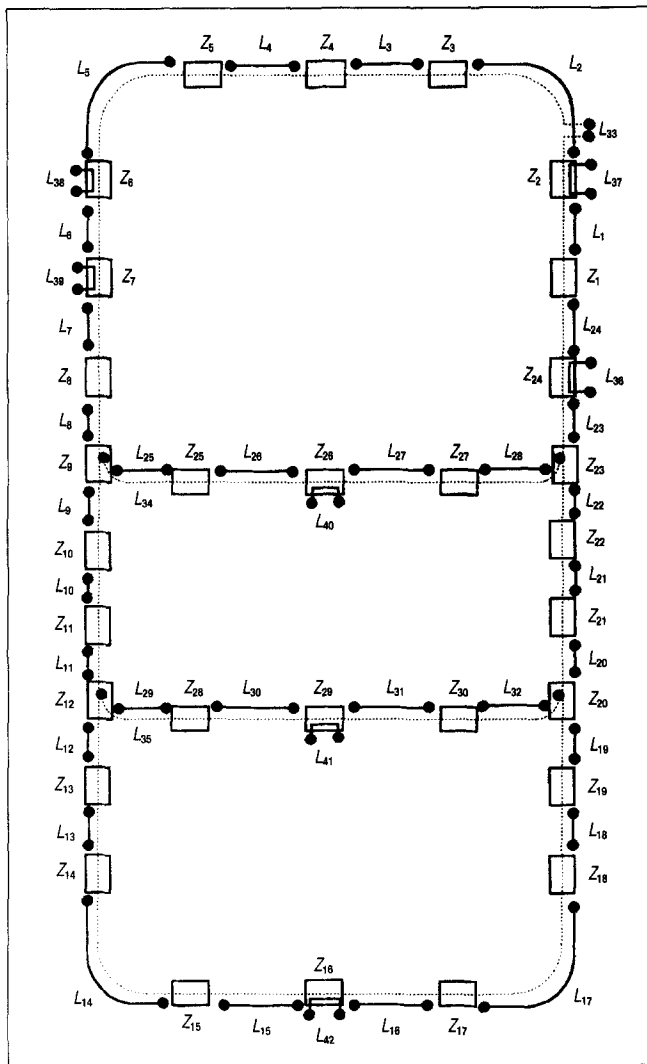 Z5 L4 Z4 L3 Z3
L5 L2
L33
L38 Z6 Z2 L37
L6 L1
L39 Z7 Z1
L7 L24
Z8 Z24 L36
L8 L23
Z9 L25 Z25 L26 Z26 L27 Z27 L28 Z23
L34
L9 L40 L22
Z10 Z22
L10 L21
Z11 Z21
L11 L20
Z12 L29 Z28 L30 Z29 L31 Z30 L32 Z20
L35
L12 L41 L19
Z13 Z19
L13 L18
Z14 Z18
Z16
L14 Z15 L15 L42 L16 Z17 L17